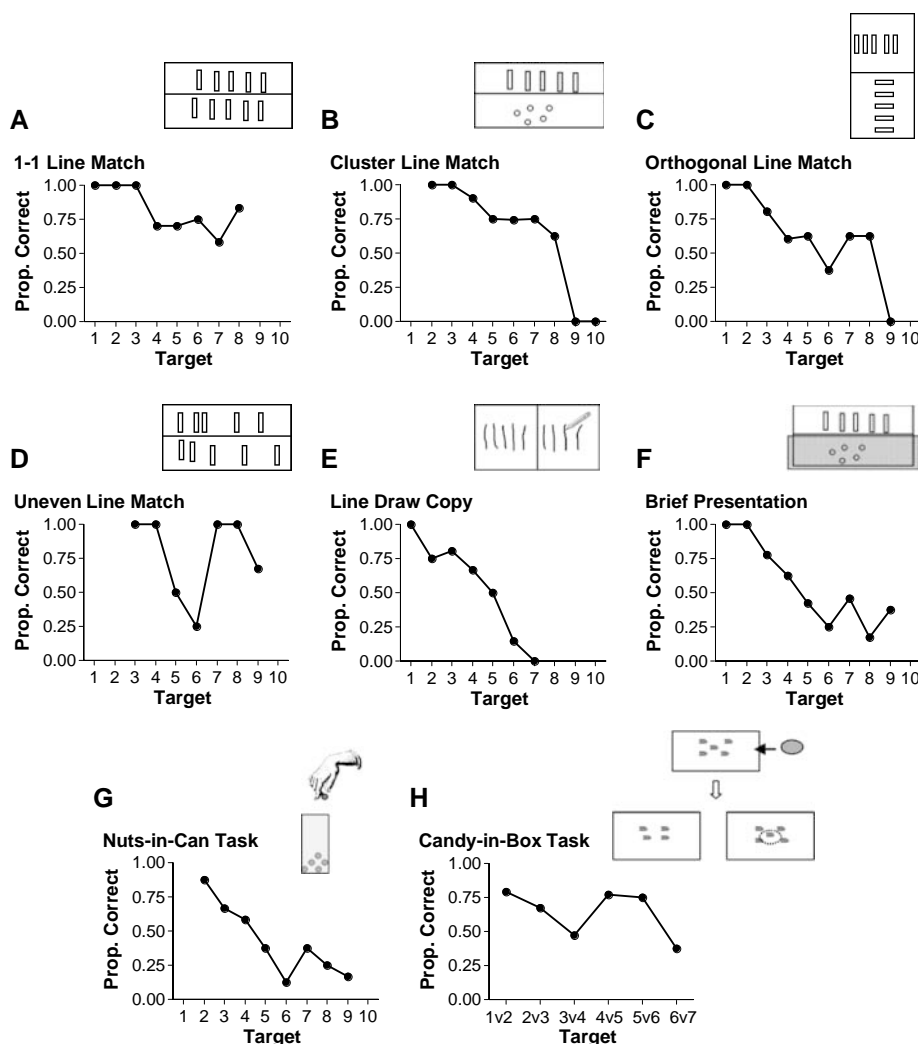 A
1-1 Line Match
Prop. Correct
1.00
0.75
0.50
0.25
0.00
1 2 3 4 5 6 7 8 9 10
Target
B
Cluster Line Match
Prop. Correct
1.00
0.75
0.50
0.25
0.00
1 2 3 4 5 6 7 8 9 10
Target
C
Orthogonal Line Match
Prop. Correct
1.00
0.75
0.50
0.25
0.00
1 2 3 4 5 6 7 8 9 10
Target
D
Uneven Line Match
Prop. Correct
1.00
0.75
0.50
0.25
0.00
1 2 3 4 5 6 7 8 9 10
Target
E
Line Draw Copy
Prop. Correct
1.00
0.75
0.50
0.25
0.00
1 2 3 4 5 6 7 8 9 10
Target
F
Brief Presentation
Prop. Correct
1.00
0.75
0.50
0.25
0.00
1 2 3 4 5 6 7 8 9 10
Target
G
Nuts-in-Can Task
Prop. Correct
1.00
0.75
0.50
0.25
0.00
1 2 3 4 5 6 7 8 9 10
Target
H
Candy-in-Box Task
Prop. Correct
1.00
0.75
0.50
0.25
0.00
1v2 2v3 3v4 4v5 5v6 6v7
Target